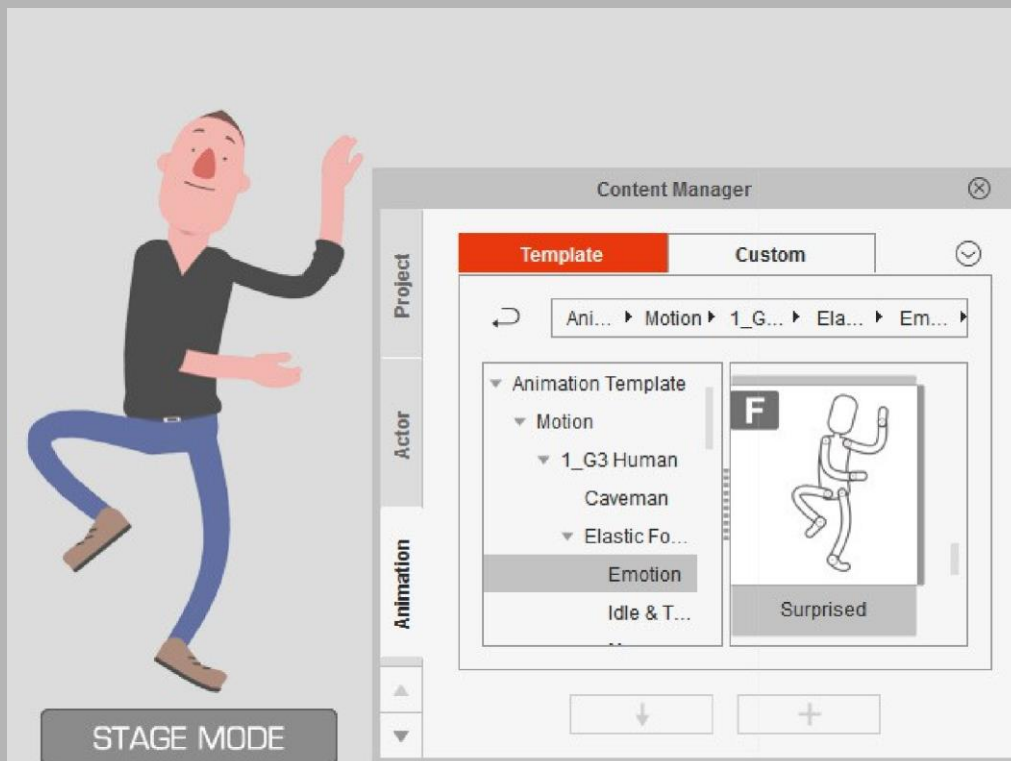 Content Manager
Template
Custom
Project
Actor
Animation
Ani...
Motion
1_G...
Ela...
Em...
Animation Template
Motion
1_G3 Human
Caveman
Elastic Fo...
Emotion
Idle & T...
F
Surprised
STAGE MODE